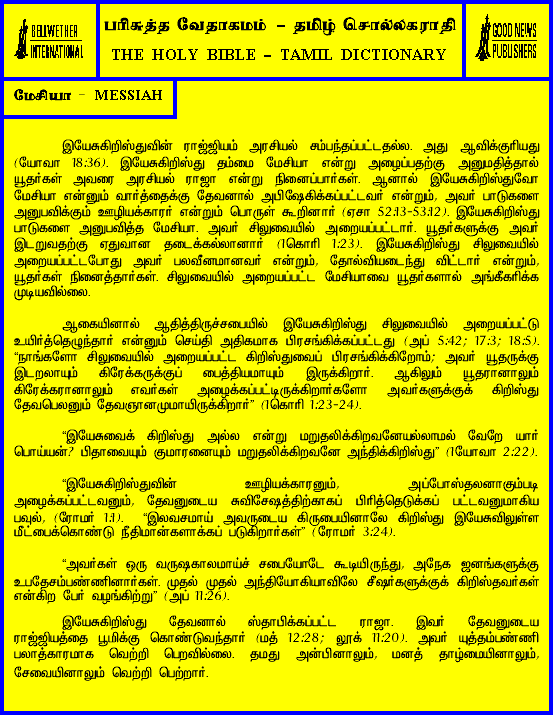 BELLWETHER
INTERNATIONAL
பரிசுத்த வேதாகமம் - தமிழ் சொல்லகராதி
THE HOLY BIBLE - TAMIL DICTIONARY
GOOD NEWS
PUBLISHERS
மேசியா - MESSIAH
இயேசுகிறிஸ்துவின் ராஜ்ஜியம் அரசியல் சம்பந்தப்பட்டதல்ல. அது ஆவிக்குரியது
(யோவா 18:36). இயேசுகிறிஸ்து தம்மை மேசியா என்று அழைப்பதற்கு அனுமதித்தால்
யூதர்கள் அவரை அரசியல் ராஜா என்று நினைப்பார்கள். ஆனால் இயேசுகிறிஸ்துவோ
மேசியா என்னும் வார்த்தைக்கு தேவனால் அபிஷேகிக்கப்பட்டவர் என்றும், அவர் பாடுகளை
அனுபவிக்கும் ஊழியக்காரர் என்றும் பொருள் கூறினார் (ஏசா 52:13-53:12). இயேசுகிறிஸ்து
பாடுகளை அனுபவித்த மேசியா. அவர் சிலுவையில் அறையப்பட்டார். யூதர்களுக்கு அவர்
இடறுவதற்கு ஏதுவான தடைக்கல்லானார் (1கொரி 1:23). இயேசுகிறிஸ்து சிலுவையில்
அறையப்பட்டபோது அவர் பலவீனமானவர் என்றும், தோல்வியடைந்து விட்டார் என்றும்,
யூதர்கள் நினைத்தார்கள். சிலுவையில் அறையப்பட்ட மேசியாவை யூதர்களால் அங்கீகரிக்க
முடியவில்லை.
ஆகையினால் ஆதித்திருச்சபையில் இயேசுகிறிஸ்து சிலுவையில் அறையப்பட்டு
உயிர்த்தெழுந்தார் என்னும் செய்தி அதிகமாக பிரசங்கிக்கப்பட்டது (அப் 5:42; 17:3; 18:5).
"நாங்களோ சிலுவையில் அறையப்பட்ட கிறிஸ்துவைப் பிரசங்கிக்கிறோம்; அவர் யூதருக்கு
இடறலாயும் கிரேக்கருக்குப் பைத்தியமாயும் இருக்கிறார். ஆகிலும் யூதரானாலும்
கிரேக்கரானாலும் எவர்கள் அழைக்கப்பட்டிருக்கிறார்களோ அவர்களுக்குக் கிறிஸ்து
தேவபெலனும் தேவஞானமுமாயிருக்கிறார்" (1கொரி 1:23-24).
"இயேசுவைக் கிறிஸ்து அல்ல என்று மறுதலிக்கிறவனேயல்லாமல் வேறே யார்
பொய்யன்? பிதாவையும் குமாரனையும் மறுதலிக்கிறவனே அந்திக்கிறிஸ்து" (1யோவா 2:22).
"இயேசுகிறிஸ்துவின் ஊழியக்காரனும், அப்போஸ்தலனாகும்படி
அழைக்கப்பட்டவனும், தேவனுடைய சுவிசேஷத்திற்காகப் பிரித்தெடுக்கப் பட்டவனுமாகிய
பவுல், (ரோமர் 1:1). "இலவசமாய் அவருடைய கிருபையினாலே கிறிஸ்து இயேசுவிலுள்ள
மீட்பைக்கொண்டு நீதிமான்களாக்கப் படுகிறார்கள்" (ரோமர் 3:24).
"அவர்கள் ஒரு வருஷகாலமாய்ச் சபையோடே கூடியிருந்து, அநேக ஜனங்களுக்கு
உபதேசம்பண்ணினார்கள். முதல் முதல் அந்தியோகியாவிலே சீஷர்களுக்குக் கிறிஸ்தவர்கள்
என்கிற பேர் வழங்கிற்று" (அப் 11:26).
இயேசுகிறிஸ்து தேவனால் ஸ்தாபிக்கப்பட்ட ராஜா. இவர் தேவனுடைய
ராஜ்ஜியத்தை பூமிக்கு கொண்டுவந்தார் (மத் 12:28; லூக் 11:20). அவர் யுத்தம்பண்ணி
பலாத்காரமாக வெற்றி பெறவில்லை. தமது அன்பினாலும், மனத் தாழ்மையினாலும்,
சேவையினாலும் வெற்றி பெற்றார்.